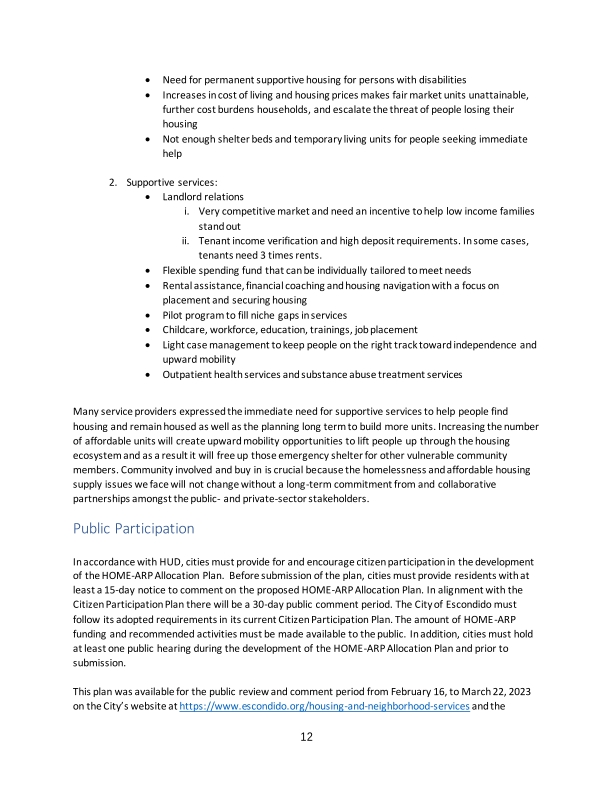 • Need for permanent supportive housing for persons with disabilities
• Increases in cost of living and housing prices makes fair market units unattainable,
further cost burdens households, and escalate the threat of people losing their
housing
• Not enough shelter beds and temporary living units for people seeking immediate
help
2. Supportive services:
• Landlord relations
i. Very competitive market and need an incentive to help low income families
stand out
ii. Tenant income verification and high deposit requirements. In some cases,
tenants need 3 times rents.
• Flexible spending fund that can be individually tailored to meet needs
• Rental assistance, financial coaching and housing navigation with a focus on
placement and securing housing
• Pilot program to fill niche gaps in services
• Childcare, workforce, education, trainings, job placement
• Light case management to keep people on the right track toward independence and
upward mobility
• Outpatient health services and substance abuse treatment services
Many service providers expressed the immediate need for supportive services to help people find
housing and remain housed as well as the planning long term to build more units. Increasing the number
of affordable units will create upward mobility opportunities to lift people up through the housing
ecosystem and as a result it will free up those emergency shelter for other vulnerable community
members. Community involved and buy in is crucial because the homelessness and affordable housing
supply issues we face will not change without a long-term commitment from and collaborative
partnerships amongst the public- and private-sector stakeholders.
Public Participation
In accordance with HUD, cities must provide for and encourage citizen participation in the development
of the HOME-ARP Allocation Plan. Before submission of the plan, cities must provide residents with at
least a 15-day notice to comment on the proposed HOME-ARP Allocation Plan. In alignment with the
Citizen Participation Plan there will be a 30-day public comment period. The City of Escondido must
follow its adopted requirements in its current Citizen Participation Plan. The amount of HOME-ARP
funding and recommended activities must be made available to the public. In addition, cities must hold
at least one public hearing during the development of the HOME-ARP Allocation Plan and prior to
submission.
This plan was available for the public review and comment period from February 16, to March 22, 2023
on the City's website at https://www.escondido.org/housing-and-neighborhood-services and the
12